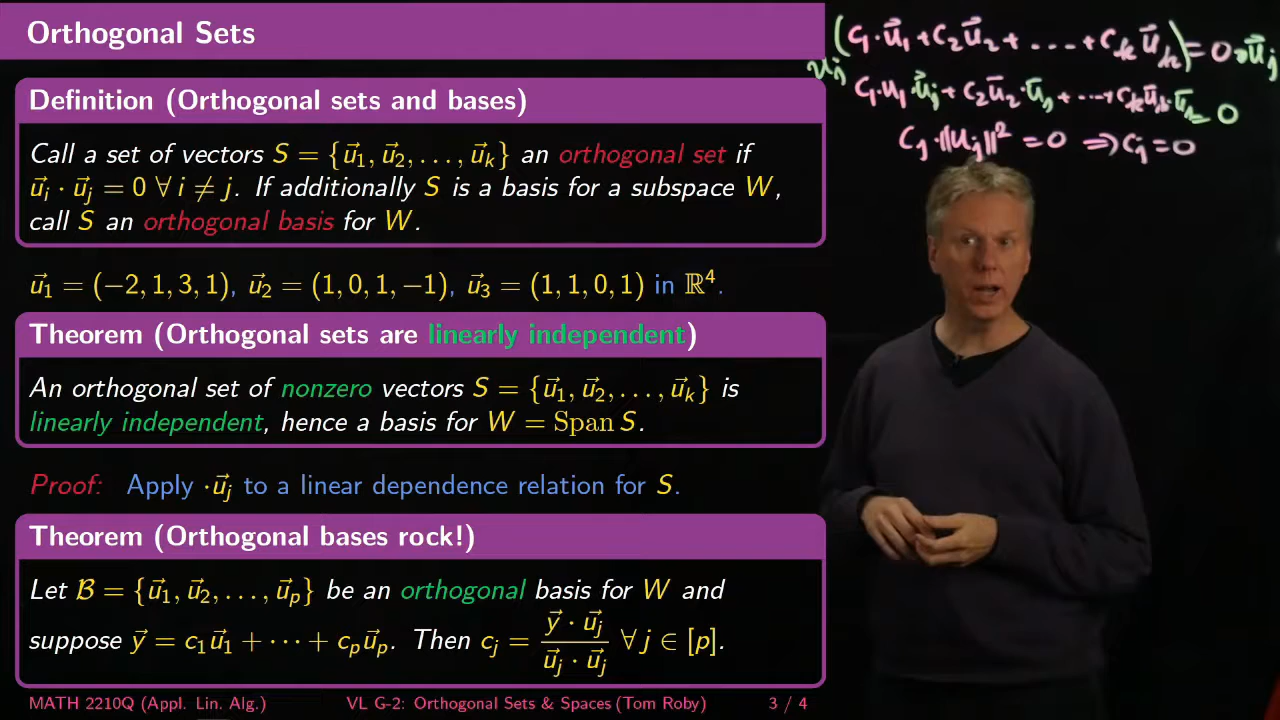 Orthogonal Sets
Definition (Orthogonal sets and bases)
Call a set of vectors S = {u⃗₁, u⃗₂, . . . , u⃗ₖ} an orthogonal set if
u⃗ᵢ · u⃗ⱼ = 0 ∀ i ≠ j. If additionally S is a basis for a subspace W,
call S an orthogonal basis for W.
u⃗₁ = (−2, 1, 3, 1), u⃗₂ = (1, 0, 1, −1), u⃗₃ = (1, 1, 0, 1) in ℝ⁴.
Theorem (Orthogonal sets are linearly independent)
An orthogonal set of nonzero vectors S = {u⃗₁, u⃗₂, . . . , u⃗ₖ} is
linearly independent, hence a basis for W = Span S.
Proof: Apply ·u⃗ⱼ to a linear dependence relation for S.
Theorem (Orthogonal bases rock!)
Let ℬ = {u⃗₁, u⃗₂, . . . , u⃗ₚ} be an orthogonal basis for W and
suppose y⃗ = c₁u⃗₁ + · · · + cₚu⃗ₚ. Then cⱼ = (y⃗ · u⃗ⱼ)/(u⃗ⱼ · u⃗ⱼ) ∀ j ∈ [p].
MATH 2210Q (Appl. Lin. Alg.) VL G-2: Orthogonal Sets & Spaces (Tom Roby) 3 / 4
uⱼ(c₁·u⃗₁ + c₂u⃗₂ + . . . . + cₖu⃗ₖ) = 0·u⃗ⱼ
c₁·u₁·u⃗ⱼ + c₂u⃗₂·u⃗ⱼ + ... + cₖu⃗ₖ·u⃗ⱼ = 0
cⱼ·‖uⱼ‖² = 0 ⇒ cⱼ = 0